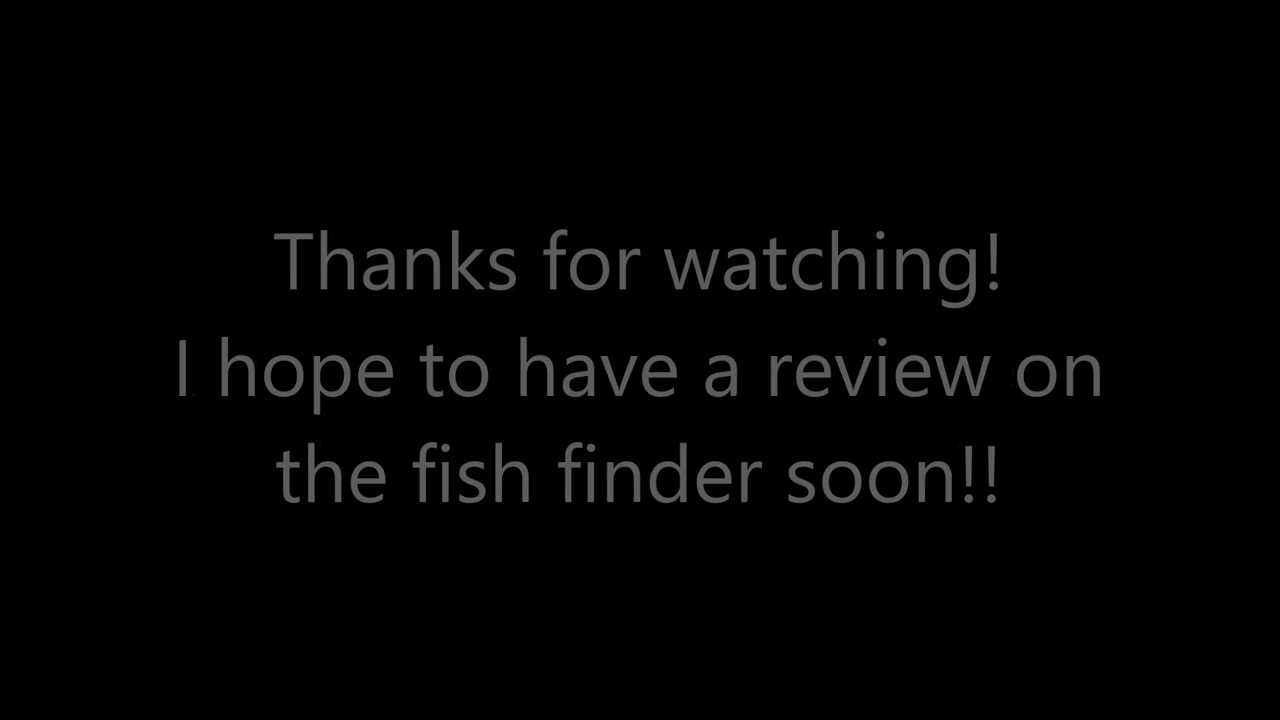 Thanks for watching!
I hope to have a review on
the fish finder soon!!